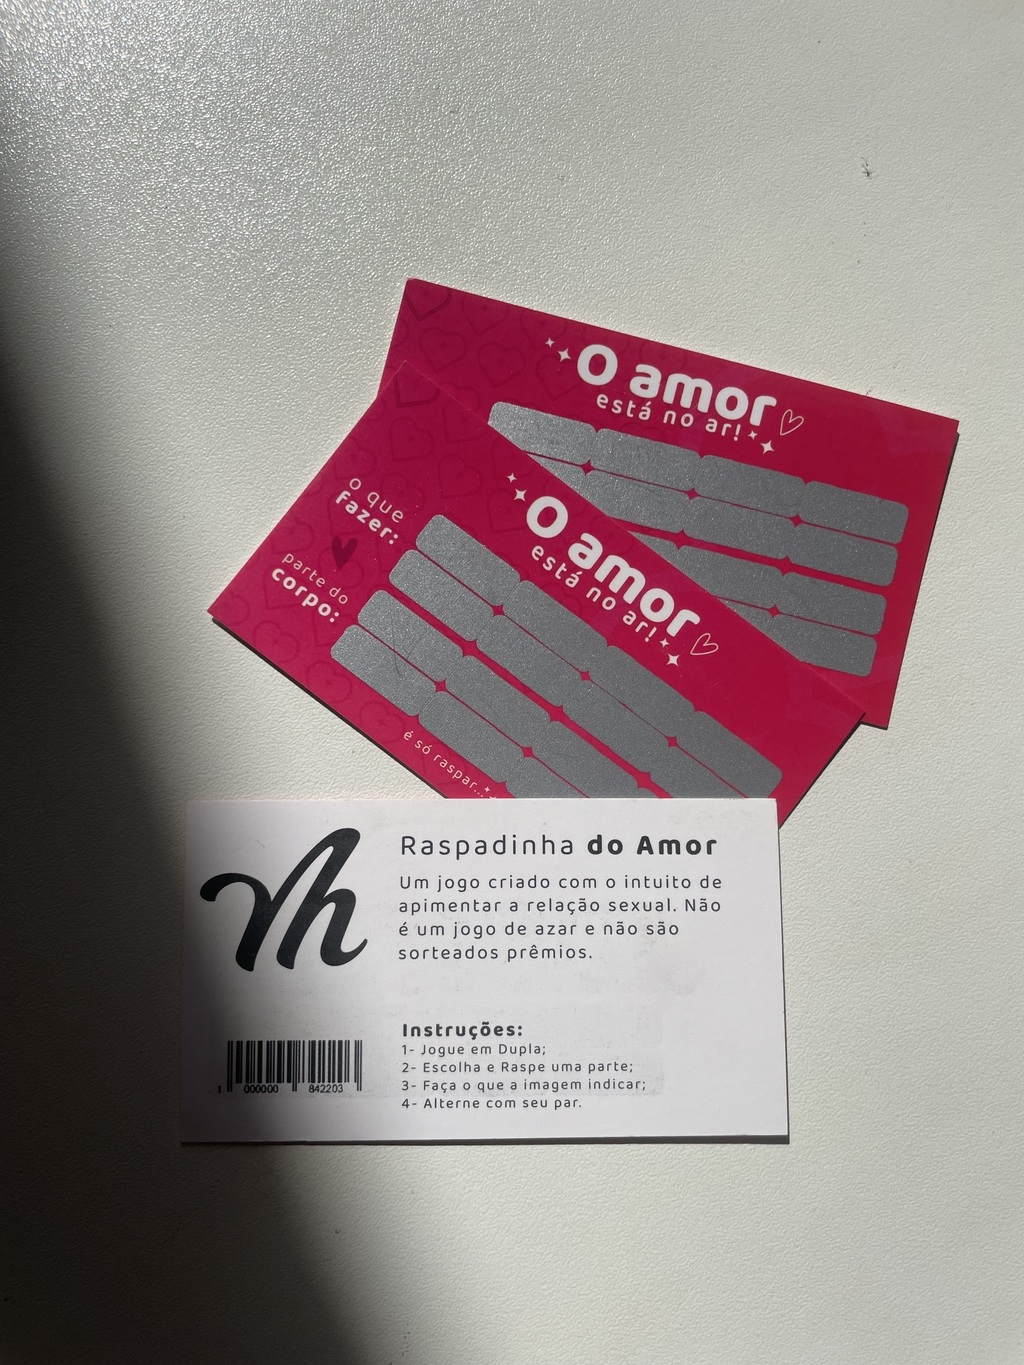 O amor
está no ar!
O amor
está no ar!
o que
fazer:
parte do
corpo:
é só raspar...
Raspadinha do Amor
Um jogo criado com o intuito de
apimentar a relação sexual. Não
é um jogo de azar e não são
sorteados prêmios.
Instruções:
1- Jogue em Dupla;
2- Escolha e Raspe uma parte;
3- Faça o que a imagem indicar;
4- Alterne com seu par.
1 000000 842203